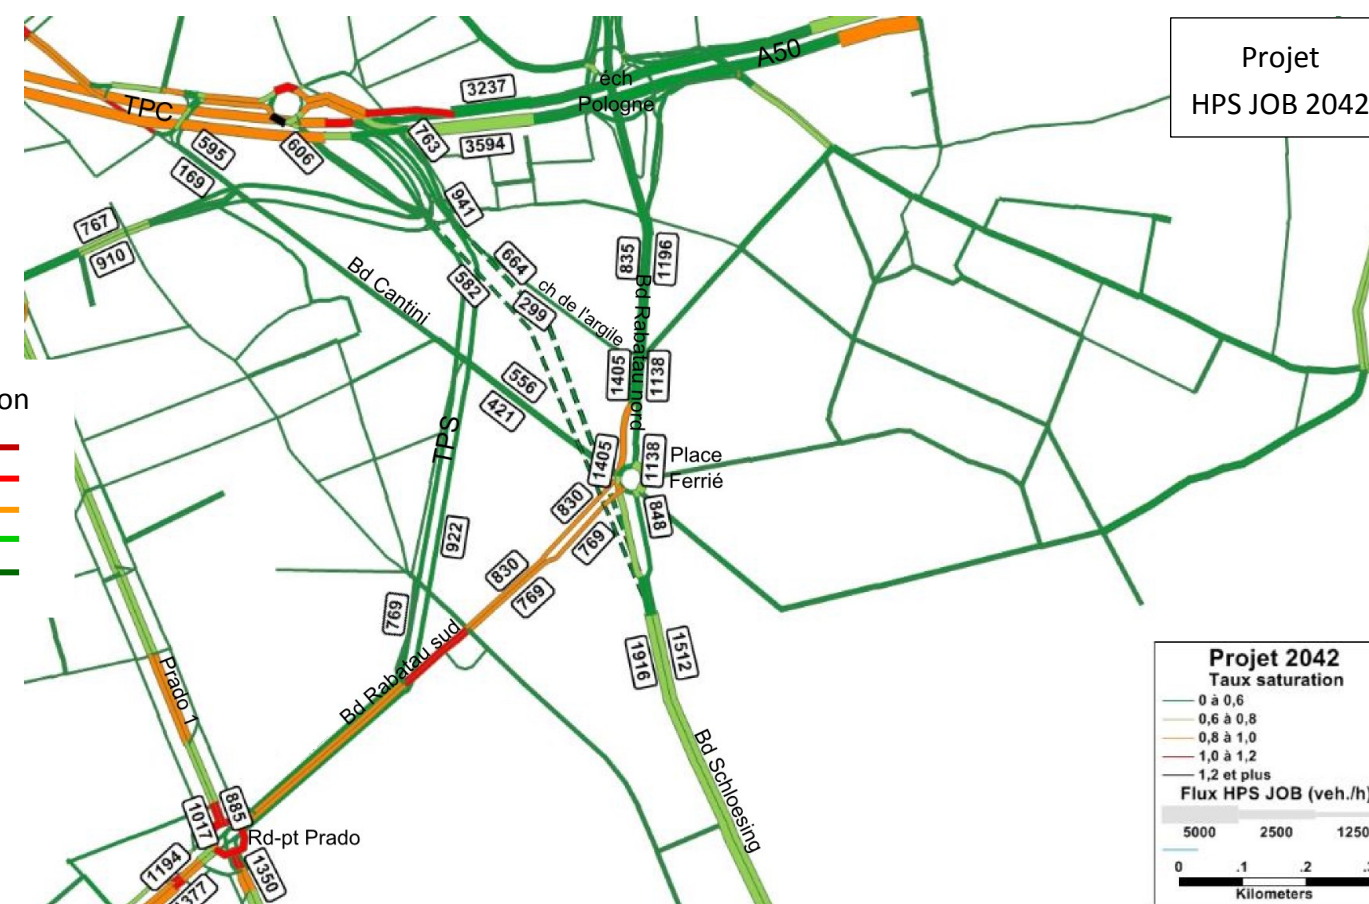 Projet
HPS JOB 2042
A50
éch
Pologne
3237
TPC
763
3594
595
606
169
941
767
910
664
835
1196
Bd Cantini
582
ch de l'argile
299
Bd Rabatau nord
1405
1138
556
421
on
TPS
1405
1138
Place
Ferrié
830
848
769
922
830
769
769
Bd Rabatau sud
1916
1512
Prado 1
Bd Schloesing
Projet 2042
Taux saturation
0 à 0,6
0,6 à 0,8
0,8 à 1,0
1,0 à 1,2
1,2 et plus
Flux HPS JOB (veh./h)
5000 2500 1250
0 .1 .2
Kilometers
885
1017
Rd-pt Prado
1194
1350